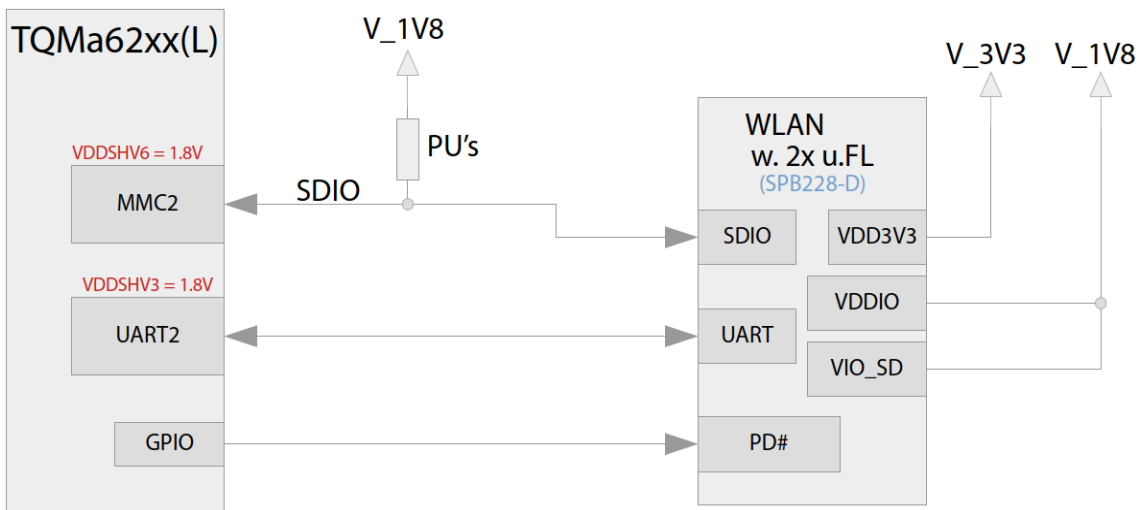 TQMa62xx(L)
V_1V8
V_3V3
V_1V8
PU's
WLAN
w. 2x u.FL
(SPB228-D)
VDDSHV6 = 1.8V
MMC2
SDIO
SDIO
VDD3V3
VDDSHV3 = 1.8V
VDDIO
UART2
UART
VIO_SD
GPIO
PD#